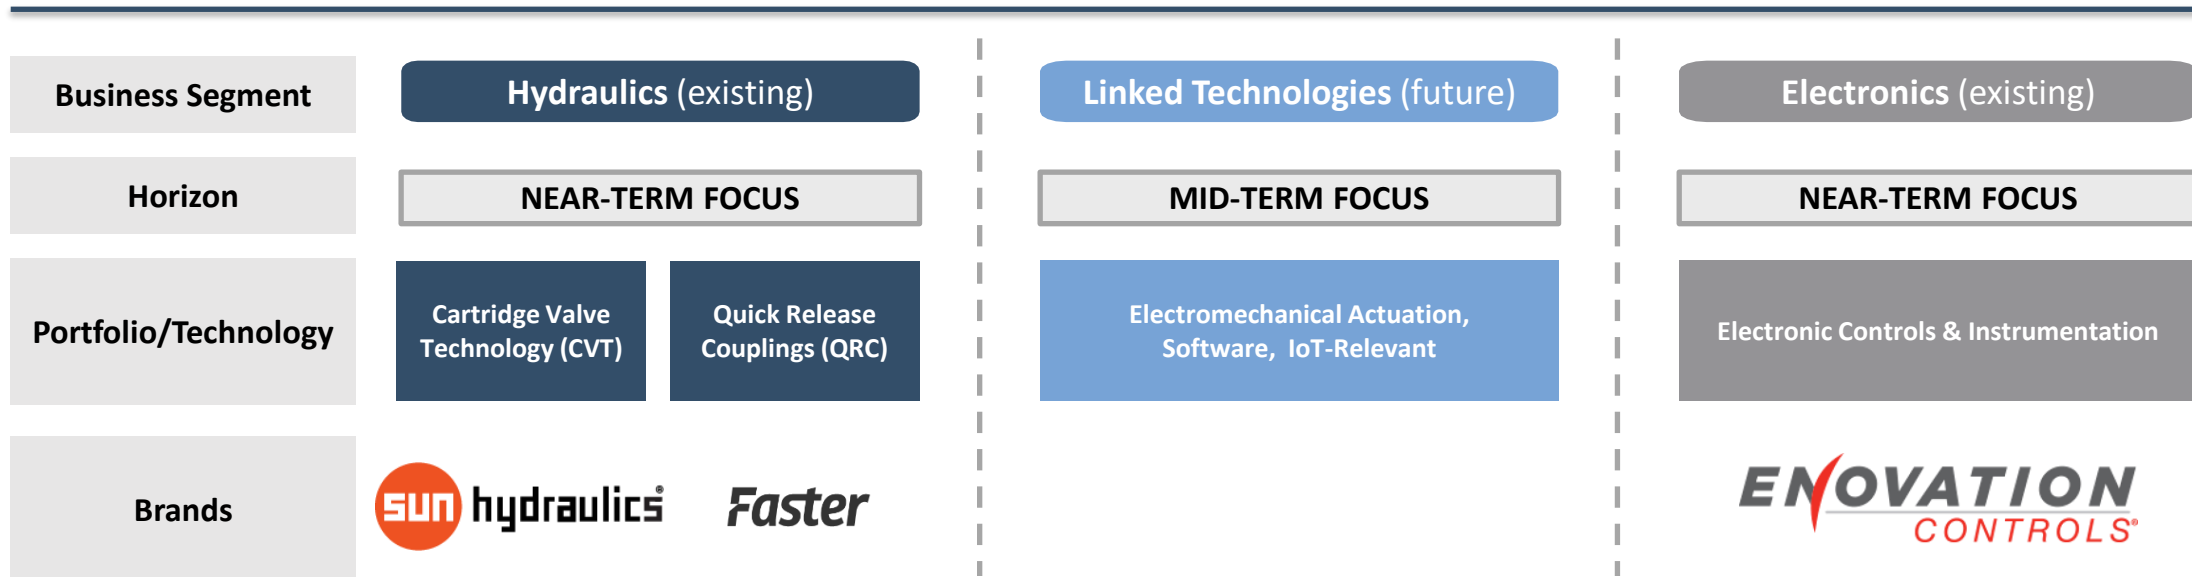 Business Segment
Hydraulics (existing)
Linked Technologies (future)
Electronics (existing)
Horizon
NEAR-TERM FOCUS
MID-TERM FOCUS
NEAR-TERM FOCUS
Portfolio/Technology
Cartridge Valve
Technology (CVT)
Quick Release
Couplings (QRC)
Electromechanical Actuation,
Software, IoT-Relevant
Electronic Controls & Instrumentation
Brands
sun hydraulics®
Faster
ENOVATION
CONTROLS®